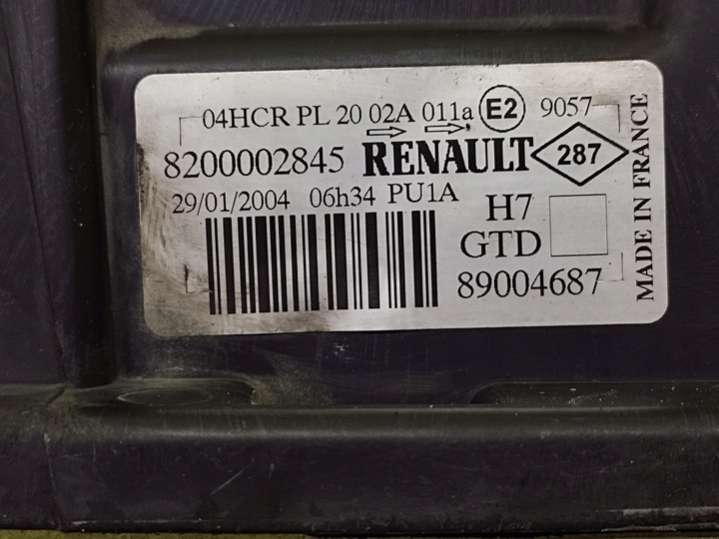 04HCR PL 20 02A 011a E2 9057
8200002845 RENAULT 287
29/01/2004 06h34 PU1A
H7
GTD
89004687
MADE IN FRANCE